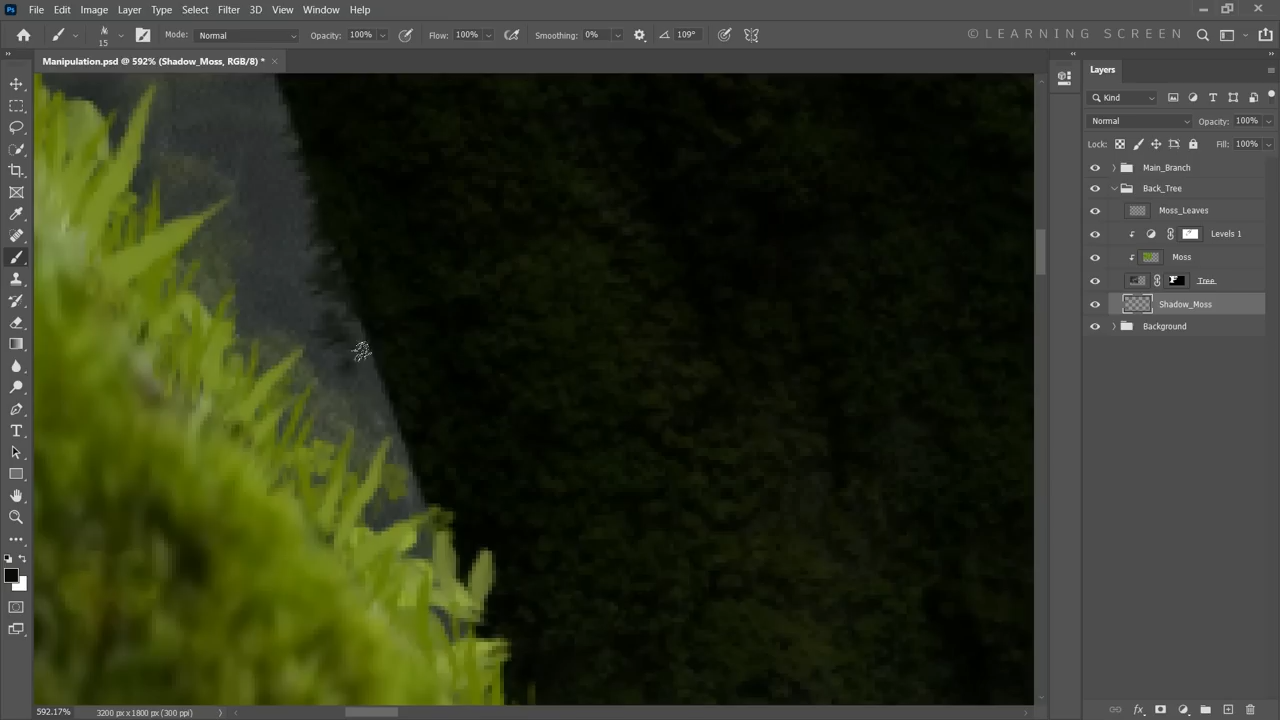 File Edit Image Layer Type Select Filter 3D View Window Help
15 Mode: Normal Opacity: 100% Flow: 100% Smoothing: 0% 109° © LEARNING SCREEN
Manipulation.psd @ 592% (Shadow_Moss, RGB/8) *
Layers
Kind
Normal Opacity: 100%
Lock: Fill: 100%
Main_Branch
Back_Tree
Moss_Leaves
Levels 1
Moss
Tree
Shadow_Moss
Background
592.17% 3200 px x 1800 px (300 ppi)